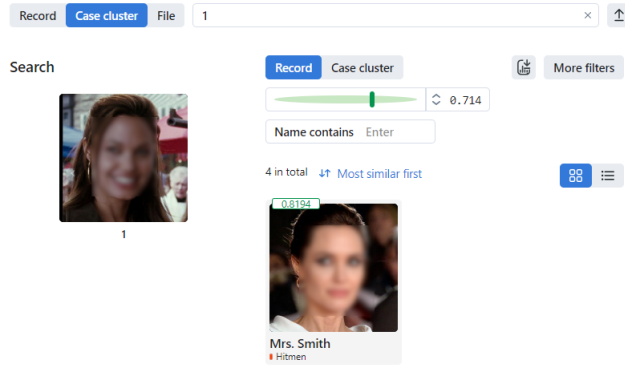 Record Case cluster File 1
Search
Record Case cluster More filters
0.714
Name contains Enter
4 in total Most similar first
0.8194
1
Mrs. Smith
Hitmen